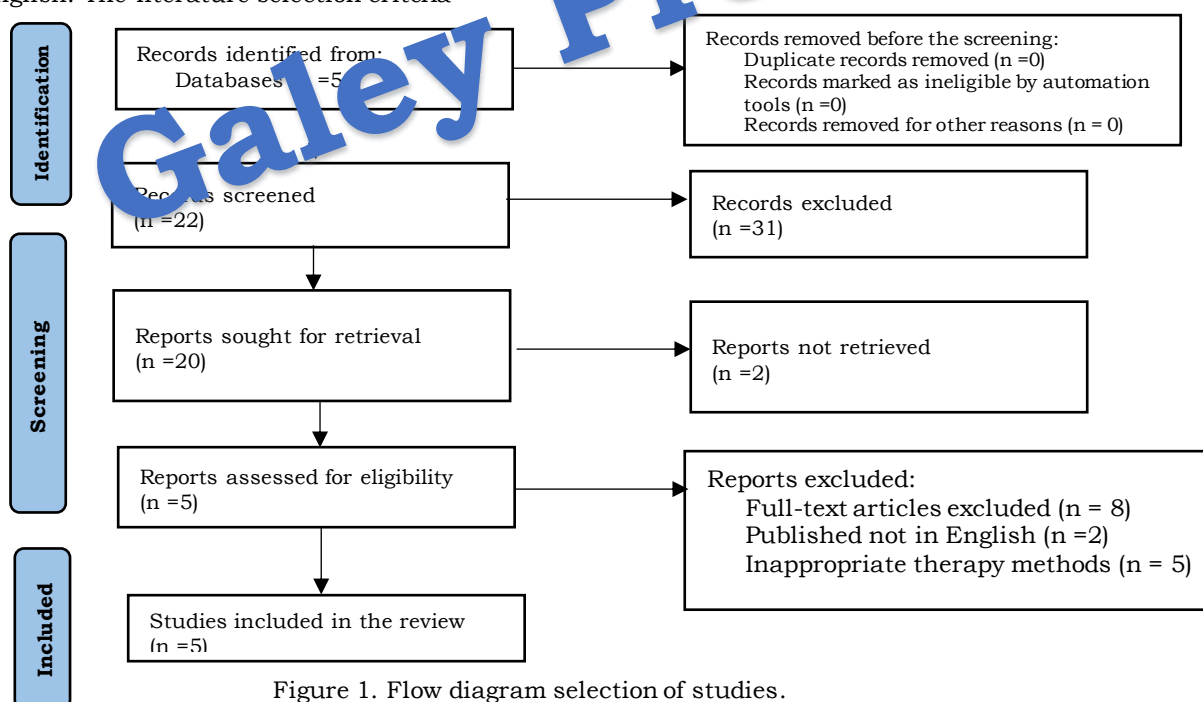 The literature selection criteria
Identification
Records identified from:
Databases =5
Records removed before the screening:
Duplicate records removed (n =0)
Records marked as ineligible by automation
tools (n =0)
Records removed for other reasons (n = 0)
Galey
Records screened
(n =22)
Records excluded
(n =31)
Screening
Reports sought for retrieval
(n =20)
Reports not retrieved
(n =2)
Reports assessed for eligibility
(n =5)
Reports excluded:
Full-text articles excluded (n = 8)
Published not in English (n =2)
Inappropriate therapy methods (n = 5)
Included
Studies included in the review
(n =5)
Figure 1. Flow diagram selection of studies.